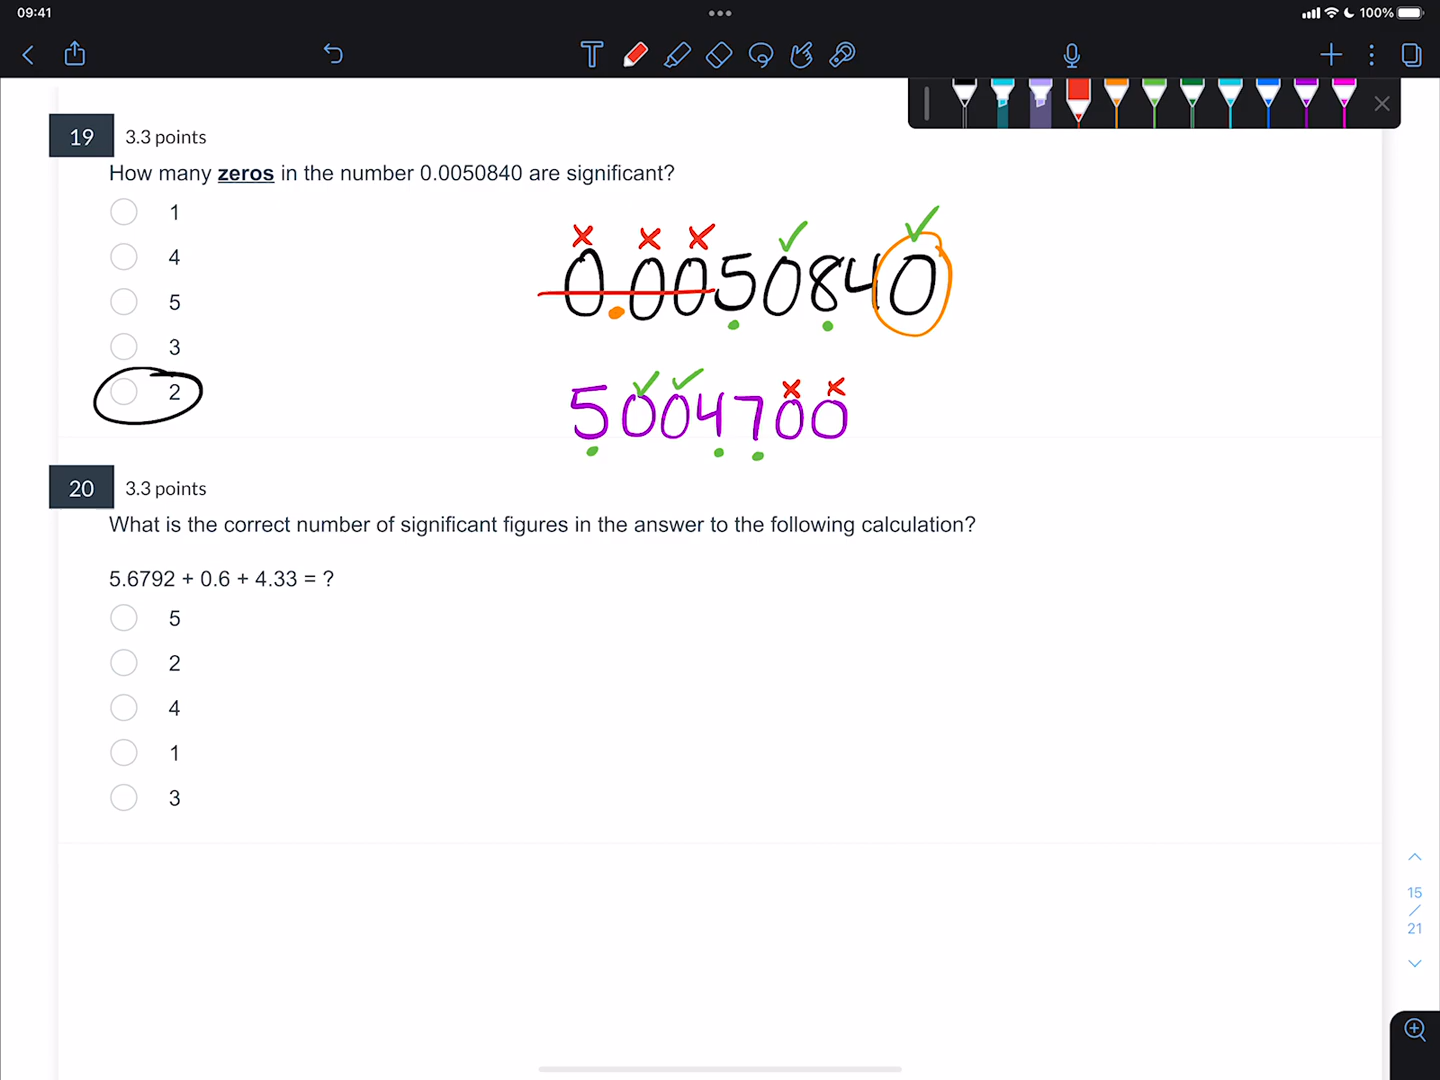 09:41
100%
T
19 3.3 points
How many zeros in the number 0.0050840 are significant?
1
4
5
3
2
0.0050840
5004700
20 3.3 points
What is the correct number of significant figures in the answer to the following calculation?
5.6792 + 0.6 + 4.33 = ?
5
2
4
1
3
15
/
21